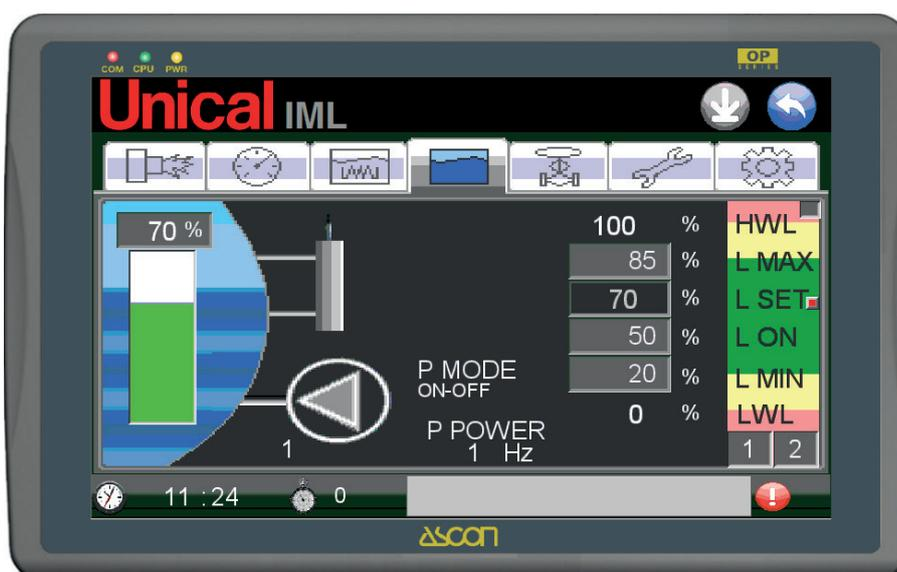 COM CPU PWR
OP
SERIES
Unical IML
70 %
100 % HWL
85 % L MAX
70 % L SET
50 % L ON
P MODE
ON-OFF
20 % L MIN
0 % LWL
P POWER
1 Hz
1
1 2
11 : 24 0
ascon